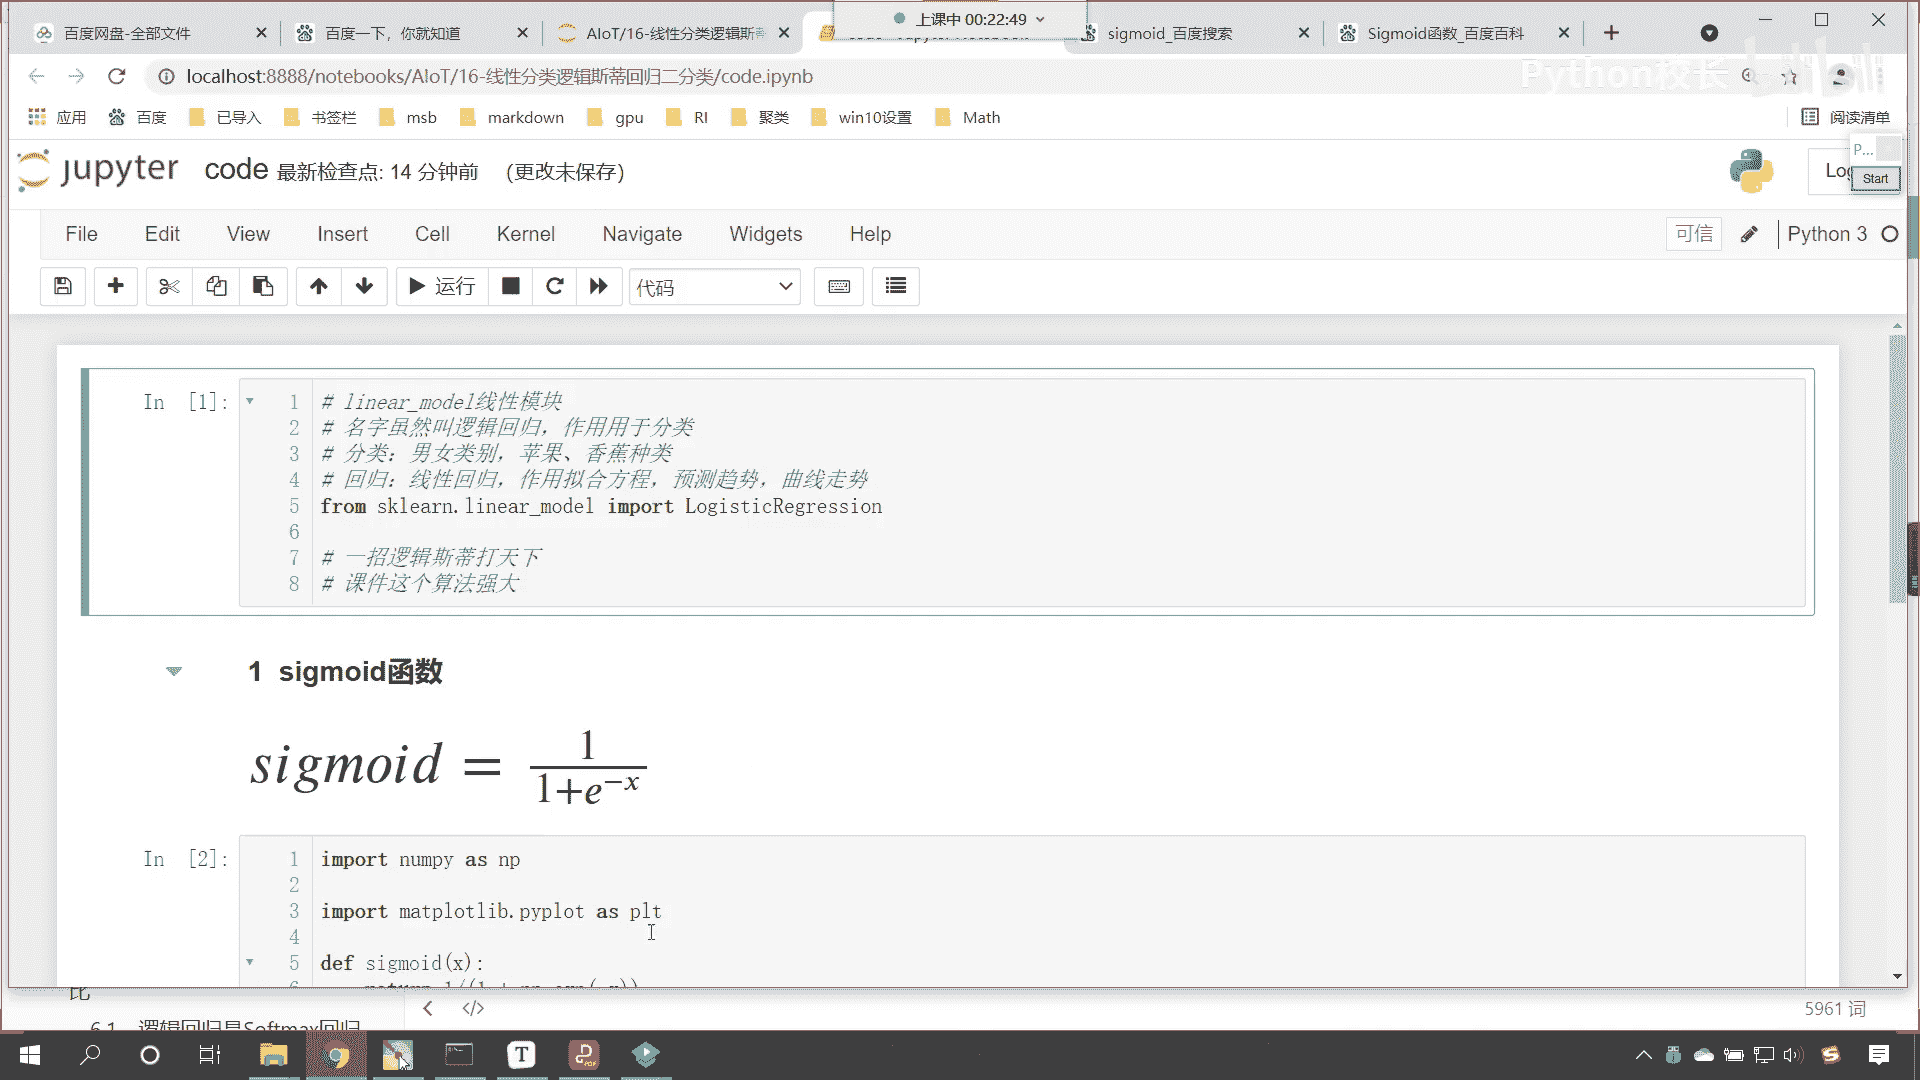 上课中 00:22:49
百度网盘-全部文件
百度一下，你就知道
AIoT/16-线性分类逻辑斯蒂
sigmoid_百度搜索
Sigmoid函数_百度百科
localhost:8888/notebooks/AIoT/16-线性分类逻辑斯蒂回归二分类/code.ipynb
Python校长
bilibili
应用 百度 已导入 书签栏 msb markdown gpu RI 聚类 win10设置 Math 阅读清单
jupyter code 最新检查点: 14 分钟前 (更改未保存)
P...
Start
File Edit View Insert Cell Kernel Navigate Widgets Help 可信 Python 3
运行 代码
In [1]:
1 # linear_model线性模块
2 # 名字虽然叫逻辑回归，作用用于分类
3 # 分类：男女类别，苹果、香蕉种类
4 # 回归：线性回归，作用拟合方程，预测趋势，曲线走势
5 from sklearn.linear_model import LogisticRegression
6
7 # 一招逻辑斯蒂打天下
8 # 课件这个算法强大
1 sigmoid函数
sigmoid = 1/(1+e^{-x})
In [2]:
1 import numpy as np
2
3 import matplotlib.pyplot as plt
4
5 def sigmoid(x):
比
5961 词
6.1、逻辑回归是Softmax回归